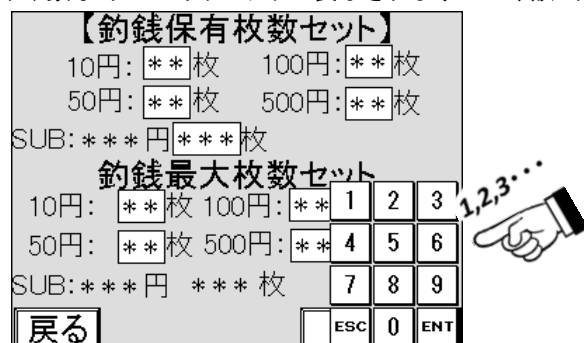 【釣銭保有枚数セット】
10円: **枚 100円: **枚
50円: **枚 500円: **枚
SUB: ***円***枚
釣銭最大枚数セット
10円: **枚 100円: **
50円: **枚 500円: **
SUB: ***円 ***枚
1 2 3
4 5 6
7 8 9
ESC 0 ENT
戻る
1,2,3・・・